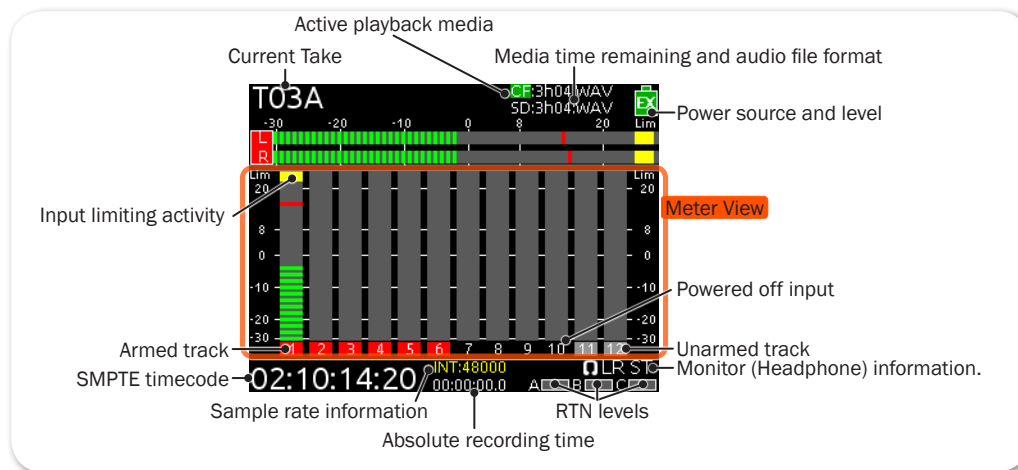 Active playback media
Current Take
Media time remaining and audio file format
T03A
CF:3h04:WAV
SD:3h04:WAV
EX
Power source and level
-30 -20 -10 0 8 20 Lim
L
R
Lim Lim
20 20
Input limiting activity
Meter View
8 8
0 0
-10 -10
Powered off input
-20 -20
-30 -30
Armed track
1 2 3 4 5 6 7 8 9 10 11 12
Unarmed track
SMPTE timecode
02:10:14:20
INT:48000
LR ST
Monitor (Headphone) information.
00:00:00.0
A B C
Sample rate information
RTN levels
Absolute recording time